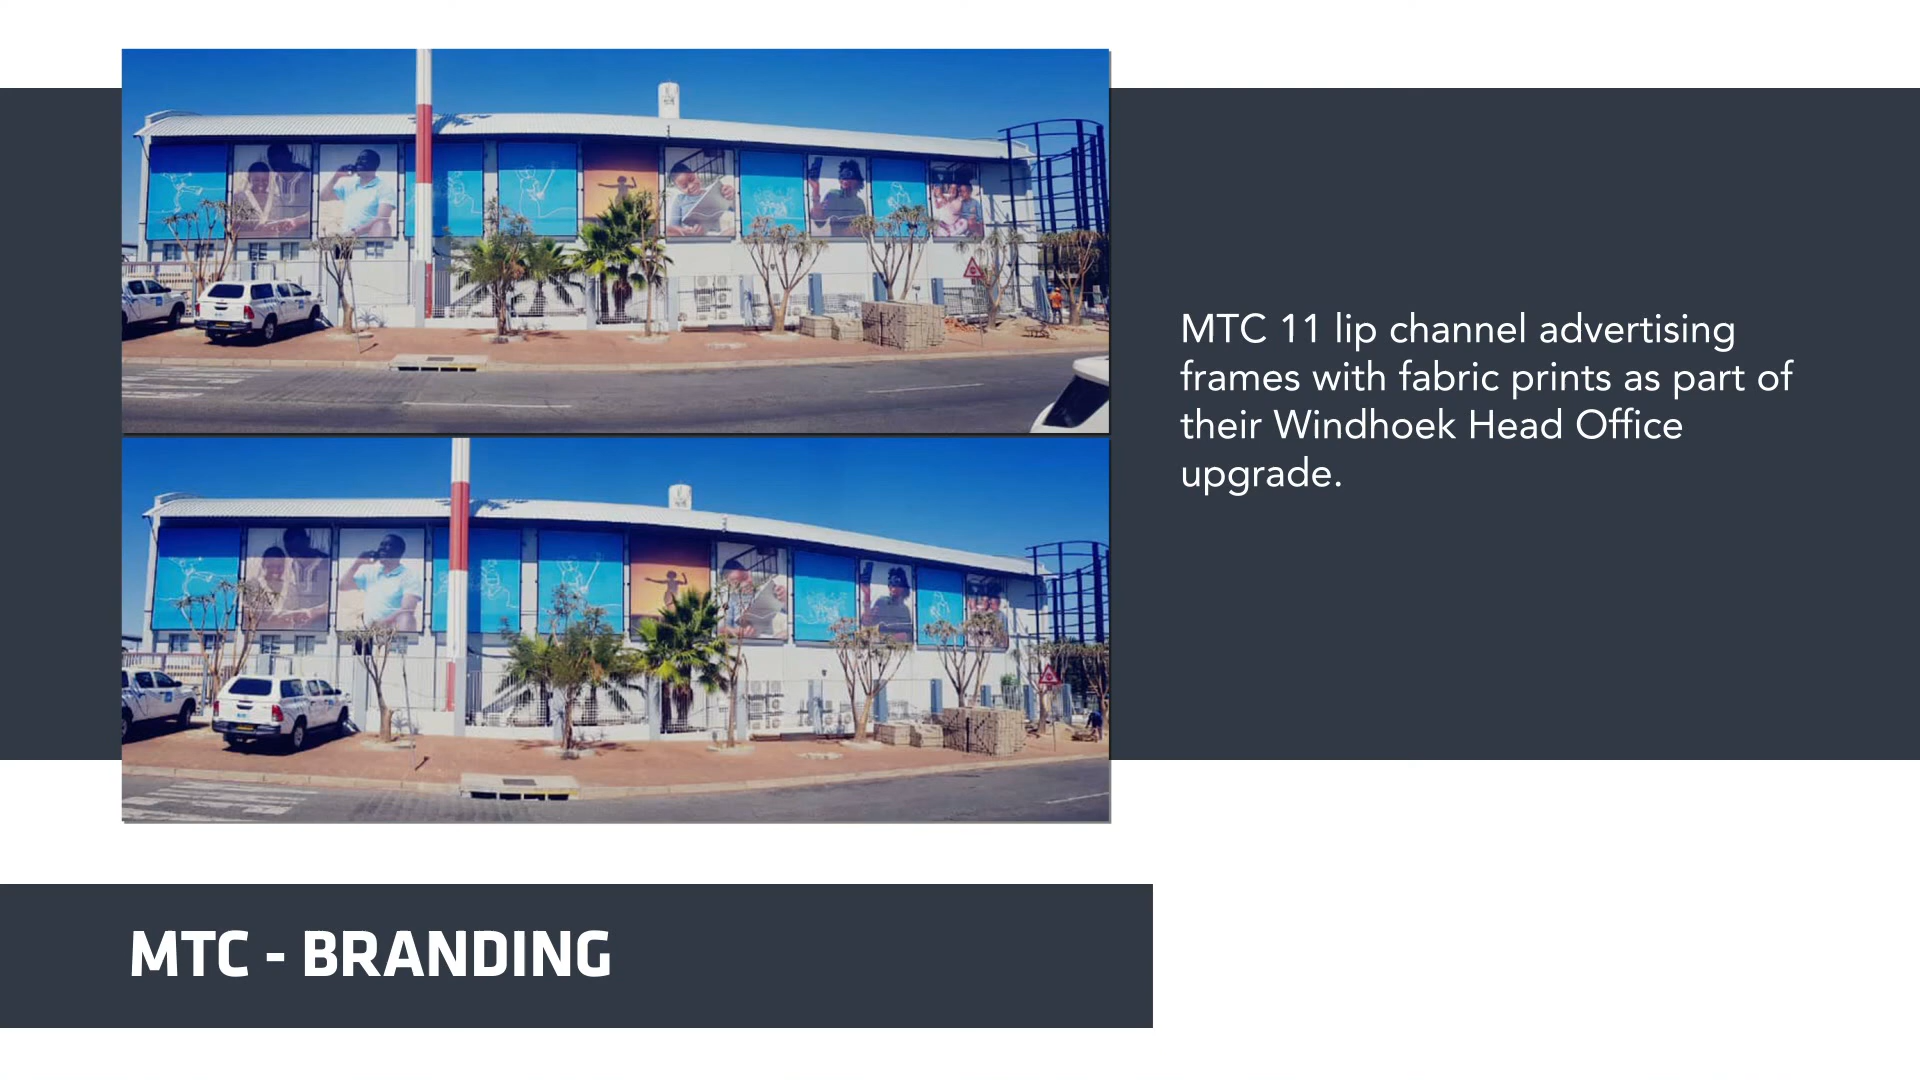 MTC 11 lip channel advertising
frames with fabric prints as part of
their Windhoek Head Office
upgrade.
MTC - BRANDING